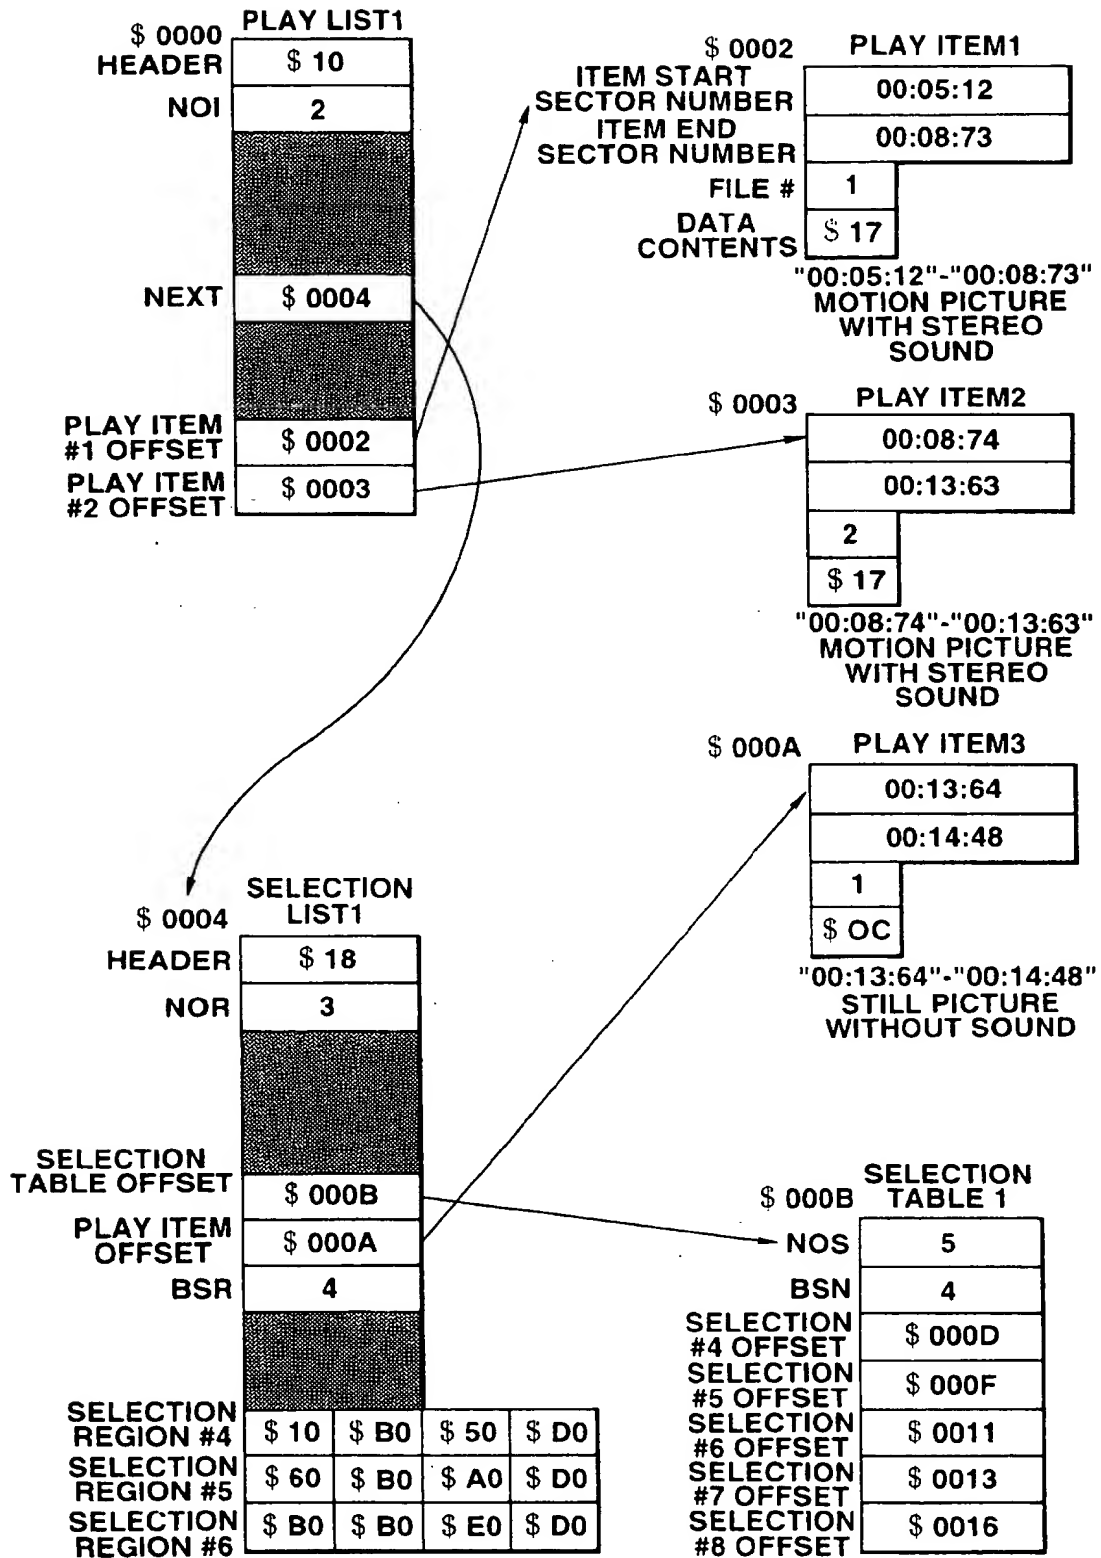 PLAY LIST1
$ 0000
HEADER $ 10
NOI 2
NEXT $ 0004
PLAY ITEM
#1 OFFSET $ 0002
PLAY ITEM
#2 OFFSET $ 0003
$ 0002 PLAY ITEM1
ITEM START
SECTOR NUMBER 00:05:12
ITEM END
SECTOR NUMBER 00:08:73
FILE # 1
DATA
CONTENTS $ 17
"00:05:12"-"00:08:73"
MOTION PICTURE
WITH STEREO
SOUND
$ 0003 PLAY ITEM2
00:08:74
00:13:63
2
$ 17
"00:08:74"-"00:13:63"
MOTION PICTURE
WITH STEREO
SOUND
$ 000A PLAY ITEM3
00:13:64
00:14:48
1
$ OC
"00:13:64"-"00:14:48"
STILL PICTURE
WITHOUT SOUND
SELECTION
$ 0004 LIST1
HEADER $ 18
NOR 3
SELECTION
TABLE OFFSET $ 000B
PLAY ITEM
OFFSET $ 000A
BSR 4
SELECTION
REGION #4 $ 10 $ B0 $ 50 $ D0
SELECTION
REGION #5 $ 60 $ B0 $ A0 $ D0
SELECTION
REGION #6 $ B0 $ B0 $ E0 $ D0
SELECTION
$ 000B TABLE 1
NOS 5
BSN 4
SELECTION
#4 OFFSET $ 000D
SELECTION
#5 OFFSET $ 000F
SELECTION
#6 OFFSET $ 0011
SELECTION
#7 OFFSET $ 0013
SELECTION
#8 OFFSET $ 0016